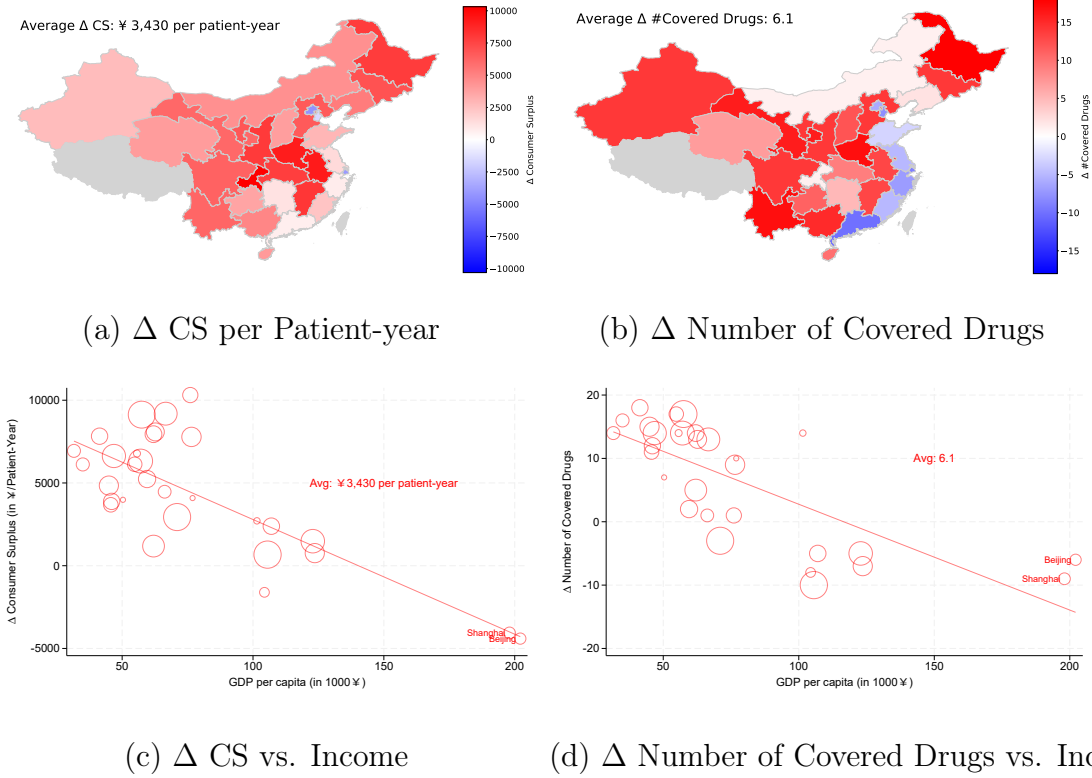 Average Δ CS: ¥ 3,430 per patient-year
10000
7500
5000
2500
0
−2500
−5000
−7500
−10000
Δ Consumer Surplus
Average Δ #Covered Drugs: 6.1
15
10
5
0
−5
−10
−15
Δ #Covered Drugs
(a) Δ CS per Patient-year
(b) Δ Number of Covered Drugs
Δ Consumer Surplus (in ¥/Patient-Year)
10000
5000
0
-5000
Avg: ¥3,430 per patient-year
Shanghai
Beijing
50
100
150
200
GDP per capita (in 1000¥)
Δ Number of Covered Drugs
20
10
0
-10
-20
Avg: 6.1
Beijing
Shanghai
50
100
150
200
GDP per capita (in 1000¥)
(c) Δ CS vs. Income
(d) Δ Number of Covered Drugs vs. Inc